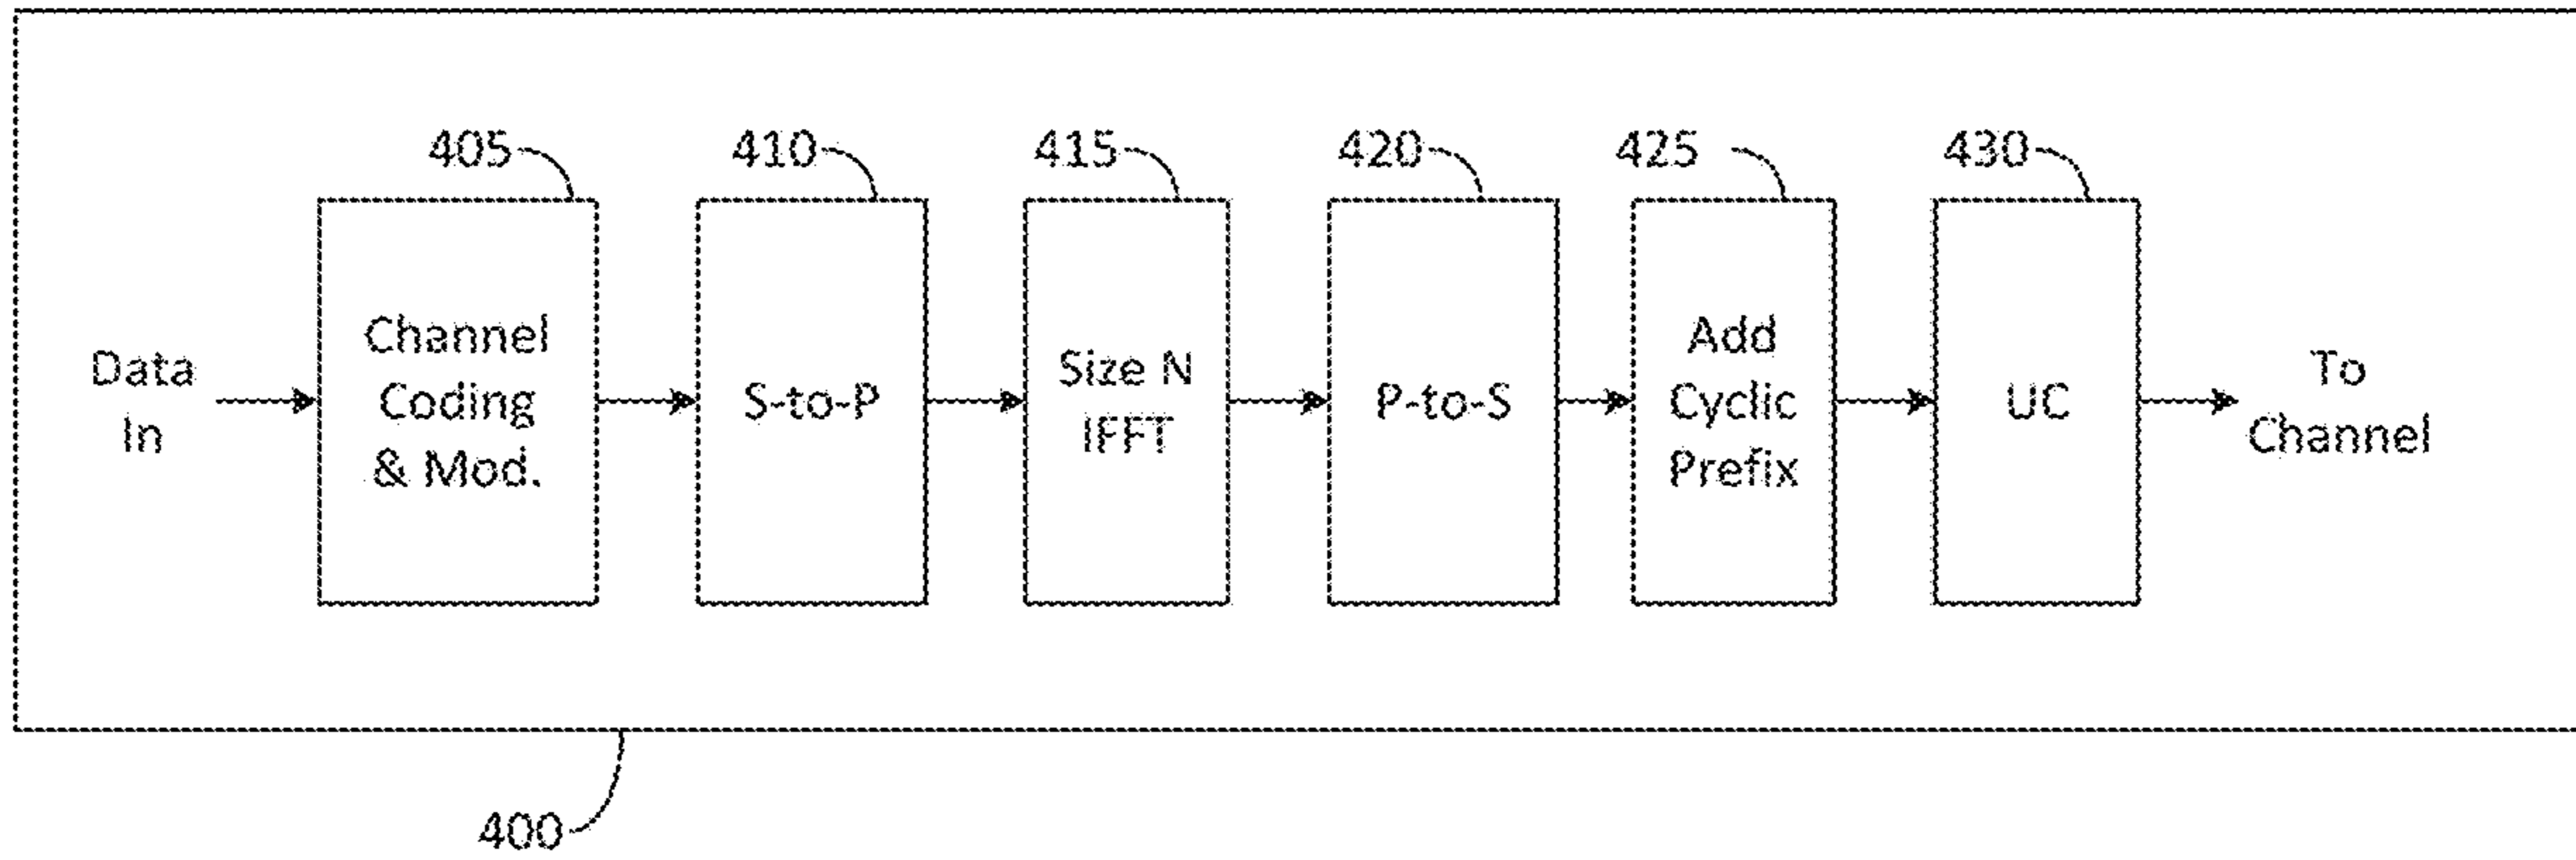 405
410
415
420
425
430
Data
In
Channel
Coding
& Mod.
S-to-P
Size N
IFFT
P-to-S
Add
Cyclic
Prefix
UC
To
Channel
400